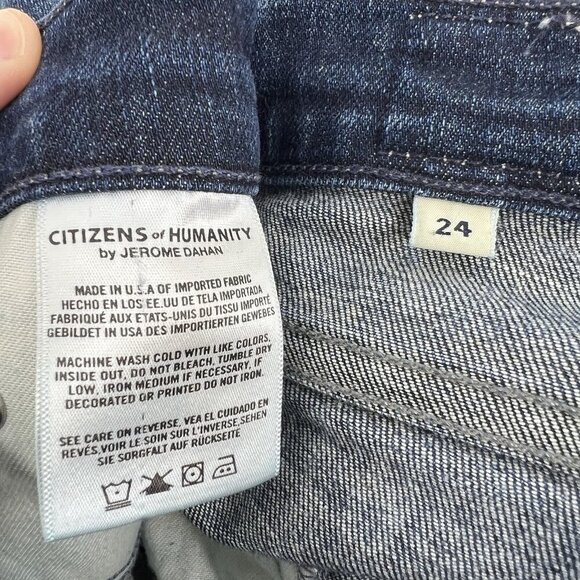 CITIZENS of HUMANITY
by JEROME DAHAN
MADE IN U.S.A OF IMPORTED FABRIC
HECHO EN LOS EE.UU DE TELA IMPORTADA
FABRIQUÉ AUX ETATS-UNIS DU TISSU IMPORTÉ
GEBILDET IN USA DES IMPORTIERTEN GEWEBES
MACHINE WASH COLD WITH LIKE COLORS,
INSIDE OUT, DO NOT BLEACH, TUMBLE DRY
LOW, IRON MEDIUM IF NECESSARY. IF
DECORATED OR PRINTED DO NOT IRON.
SEE CARE ON REVERSE, VEA EL CUIDADO EN
REVÉS, VOIR LE SOIN SUR L'INVERSE, SEHEN
SIE SORGFALT AUF RÜCKSEITE
24